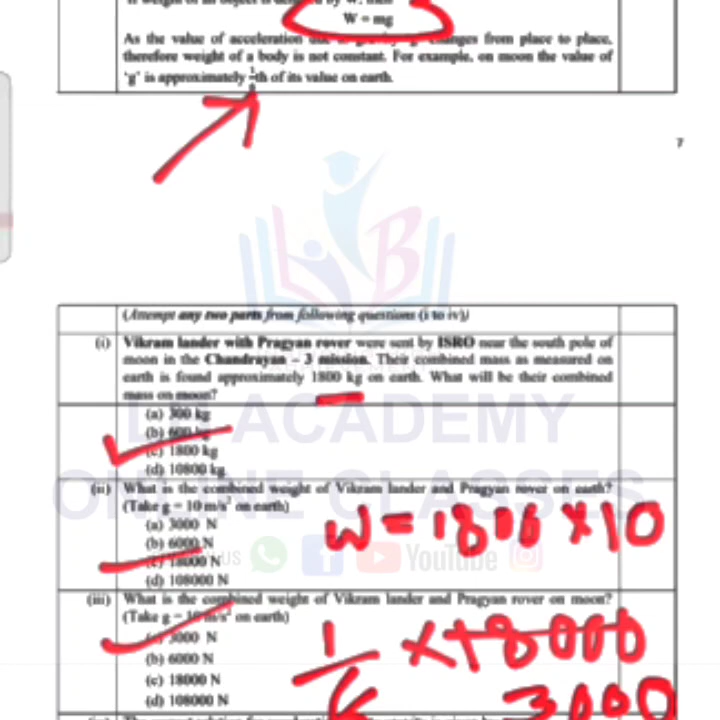 W = mg
As the value of acceleration due to gravity 'g' changes from place to place,
therefore weight of a body is not constant. For example, on moon the value of
'g' is approximately 1/6th of its value on earth.
7
(Attempt any two parts from following questions (i to iv))
(i) Vikram lander with Pragyan rover were sent by ISRO near the south pole of
moon in the Chandrayan – 3 mission. Their combined mass as measured on
earth is found approximately 1800 kg on earth. What will be their combined
mass on moon?
(a) 300 kg
(b) 600 kg
(c) 1800 kg
(d) 10800 kg
ACADEMY
ONLINE CLASSES
(ii) What is the combined weight of Vikram lander and Pragyan rover on earth?
(Take g = 10 m/s² on earth)
(a) 3000 N
(b) 6000 N
(c) 18000 N
(d) 108000 N
W = 1800 × 10
US
YouTube
(iii) What is the combined weight of Vikram lander and Pragyan rover on moon?
(Take g = 10 m/s² on earth)
(a) 3000 N
(b) 6000 N
(c) 18000 N
(d) 108000 N
1/6 × 18000
3000